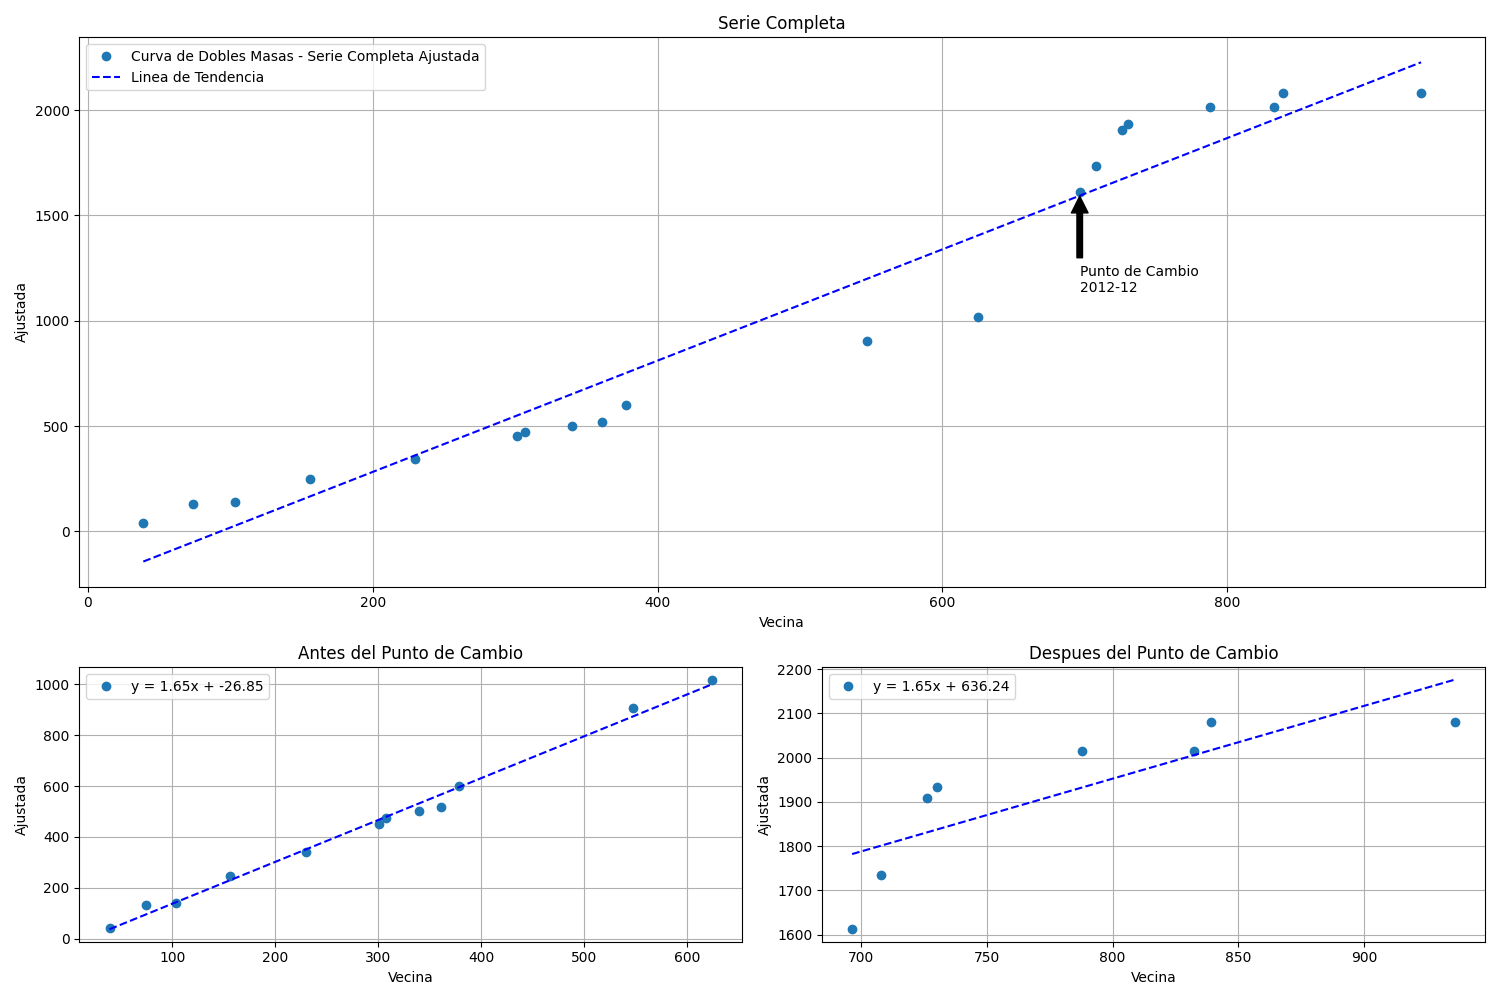 Serie Completa
Curva de Dobles Masas - Serie Completa Ajustada
Linea de Tendencia
Ajustada
2000
1500
1000
500
0
Punto de Cambio
2012-12
0 200 400 600 800
Vecina
Antes del Punto de Cambio
y = 1.65x + -26.85
Ajustada
1000
800
600
400
200
0
100 200 300 400 500 600
Vecina
Despues del Punto de Cambio
y = 1.65x + 636.24
Ajustada
2200
2100
2000
1900
1800
1700
1600
700 750 800 850 900
Vecina